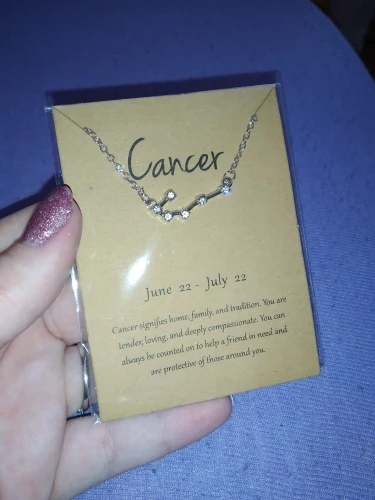 Cancer
June 22 - July 22
Cancer signifies home, family, and tradition. You are
tender, loving, and deeply compassionate. You can
always be counted on to help a friend in need and
are protective of those around you.